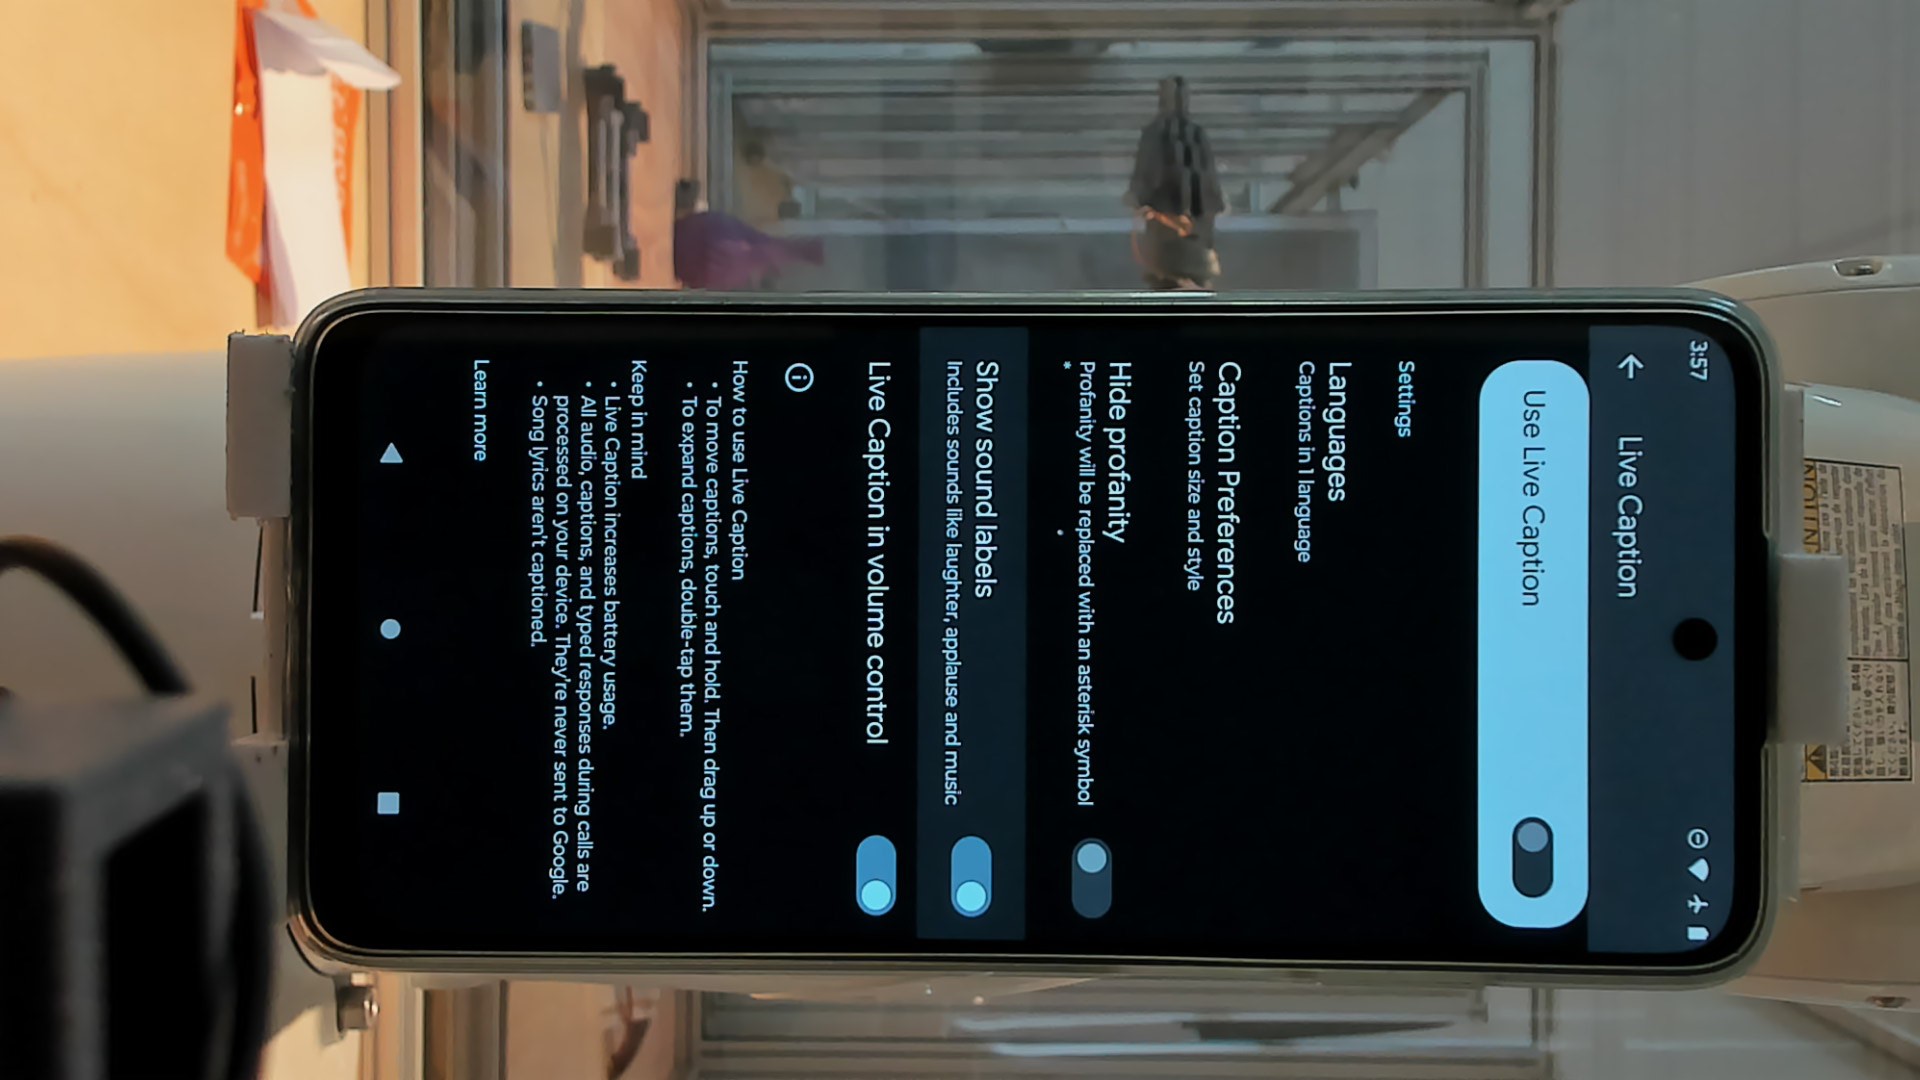 3:57
Live Caption
Use Live Caption
Settings
Languages
Captions in 1 language
Caption Preferences
Set caption size and style
Hide profanity
Profanity will be replaced with an asterisk symbol
*
Show sound labels
Includes sounds like laughter, applause and music
Live Caption in volume control
How to use Live Caption
• To move captions, touch and hold. Then drag up or down.
• To expand captions, double-tap them.
Keep in mind
• Live Caption increases battery usage.
• All audio, captions, and typed responses during calls are
processed on your device. They're never sent to Google.
• Song lyrics aren't captioned.
Learn more